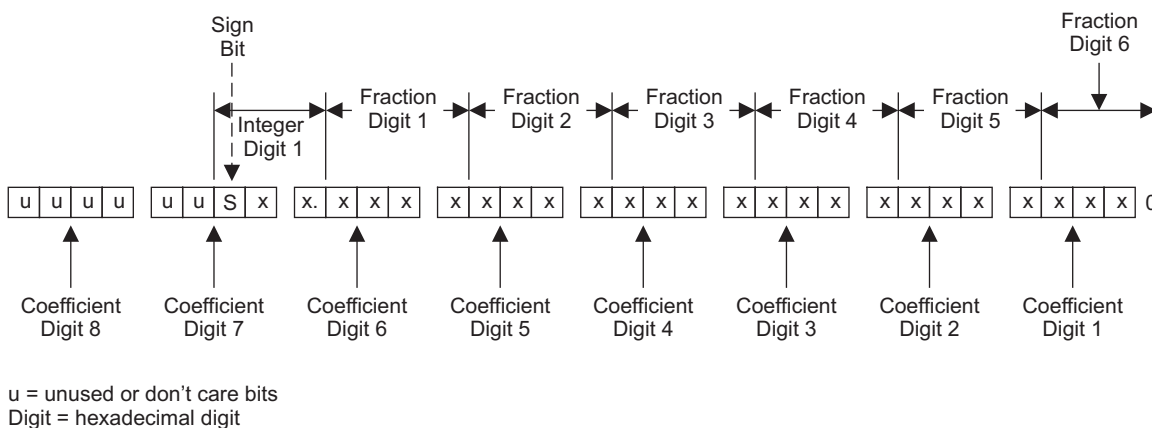 Sign
Bit
Fraction
Digit 6
Integer
Digit 1
Fraction
Digit 1
Fraction
Digit 2
Fraction
Digit 3
Fraction
Digit 4
Fraction
Digit 5
u u u u u u S x x. x x x x x x x x x x x x x x x x x x x x x x x 0
Coefficient
Digit 8
Coefficient
Digit 7
Coefficient
Digit 6
Coefficient
Digit 5
Coefficient
Digit 4
Coefficient
Digit 3
Coefficient
Digit 2
Coefficient
Digit 1
u = unused or don’t care bits
Digit = hexadecimal digit